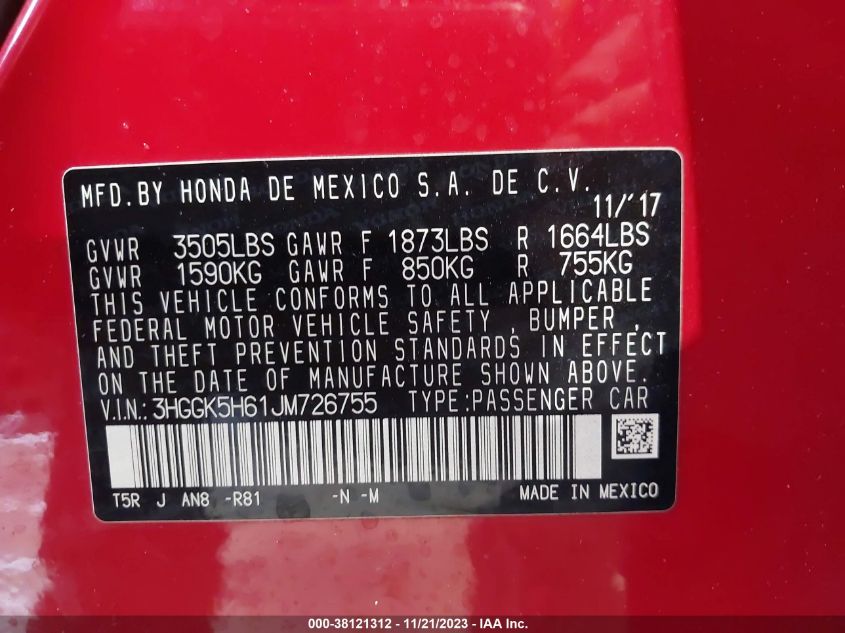 MFD.BY HONDA DE MEXICO S.A. DE C.V.
11/'17
GVWR 3505LBS GAWR F 1873LBS R 1664LBS
GVWR 1590KG GAWR F 850KG R 755KG
THIS VEHICLE CONFORMS TO ALL APPLICABLE
FEDERAL MOTOR VEHICLE SAFETY , BUMPER ,
AND THEFT PREVENTION STANDARDS IN EFFECT
ON THE DATE OF MANUFACTURE SHOWN ABOVE.
V.I.N.: 3HGGK5H61JM726755 TYPE:PASSENGER CAR
T5R J AN8 -R81 -N -M MADE IN MEXICO
000-38121312 - 11/21/2023 - IAA Inc.